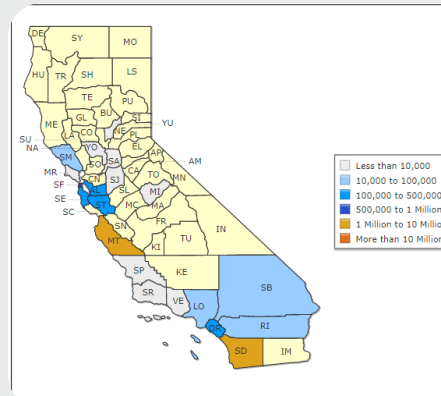 DE
SY
MO
HU
TR
SH
LS
TE
PU
BU
ME
GL
SI
YU
CO
NE
PL
LA
SU
EL
NA
YO
AP
SM
SA
AM
SO
CA
TO
MR
CN
SJ
MN
SF
AL
SL
MI
SE
ST
MC
MA
SC
SN
FR
IN
MT
KI
TU
SP
KE
SR
VE
LO
SB
OR
RI
SD
IM
Less than 10,000
10,000 to 100,000
100,000 to 500,000
500,000 to 1 Million
1 Million to 10 Million
More than 10 Million